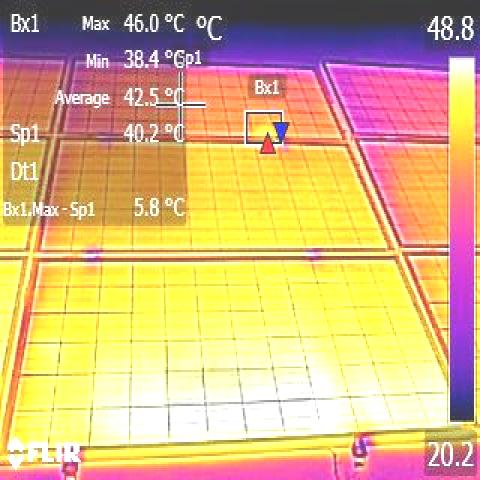 Bx1 Max 46.0 °C °C 48.8
Min 38.4 °C Sp1
Average 42.5 °C Bx1
Sp1 40.2 °C
Dt1
Bx1.Max - Sp1 5.8 °C
FLIR 20.2